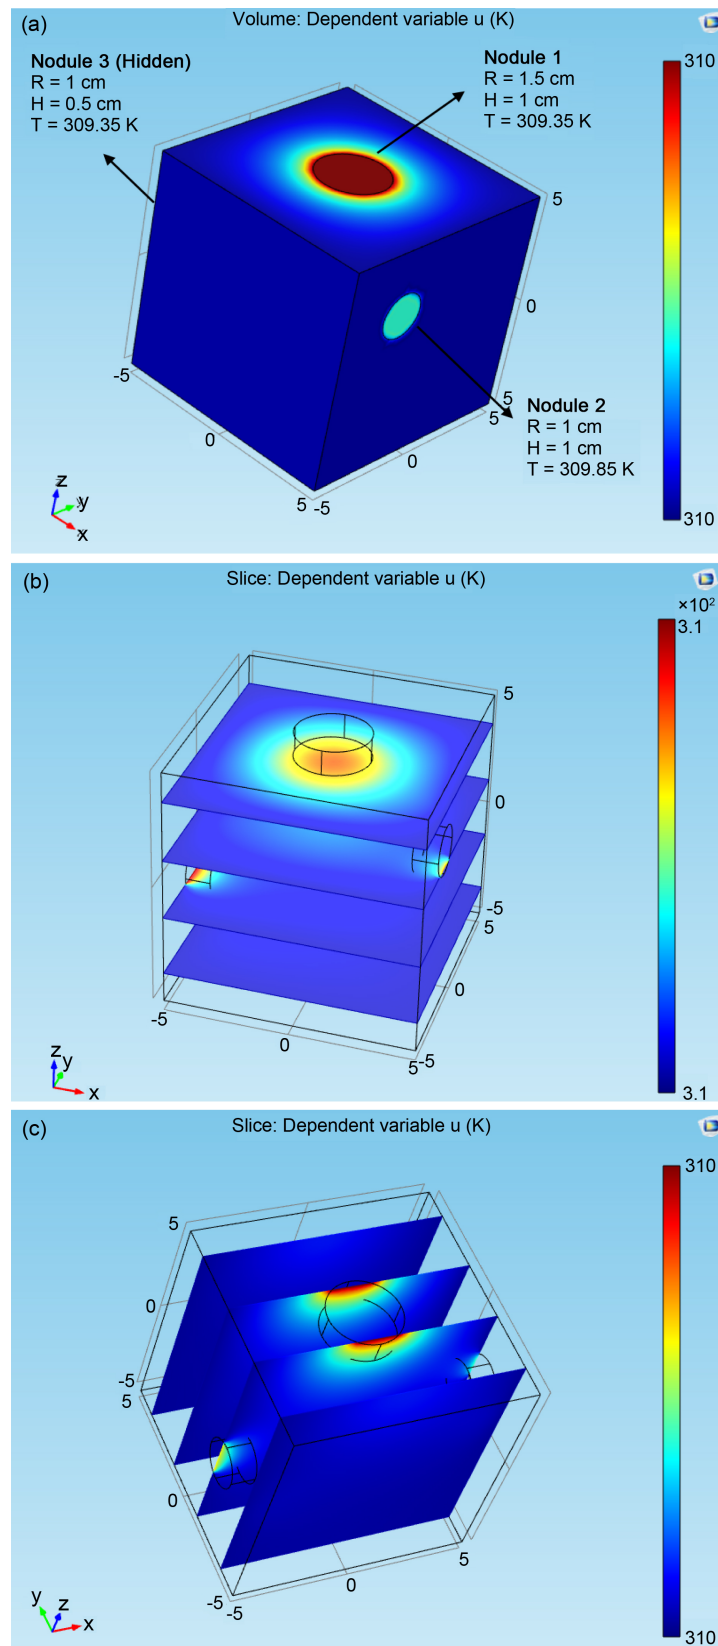 (a)
Volume: Dependent variable u (K)
Nodule 3 (Hidden)
R = 1 cm
H = 0.5 cm
T = 309.35 K
Nodule 1
R = 1.5 cm
H = 1 cm
T = 309.35 K
310
5
0
5
5
-5
0
0
5
-5
Nodule 2
R = 1 cm
H = 1 cm
T = 309.85 K
310
z
y
x
(b)
Slice: Dependent variable u (K)
×10²
3.1
5
0
-5
5
0
-5
0
5
-5
3.1
z
y
x
(c)
Slice: Dependent variable u (K)
310
5
0
-5
5
0
-5
-5
0
5
310
y
z
x